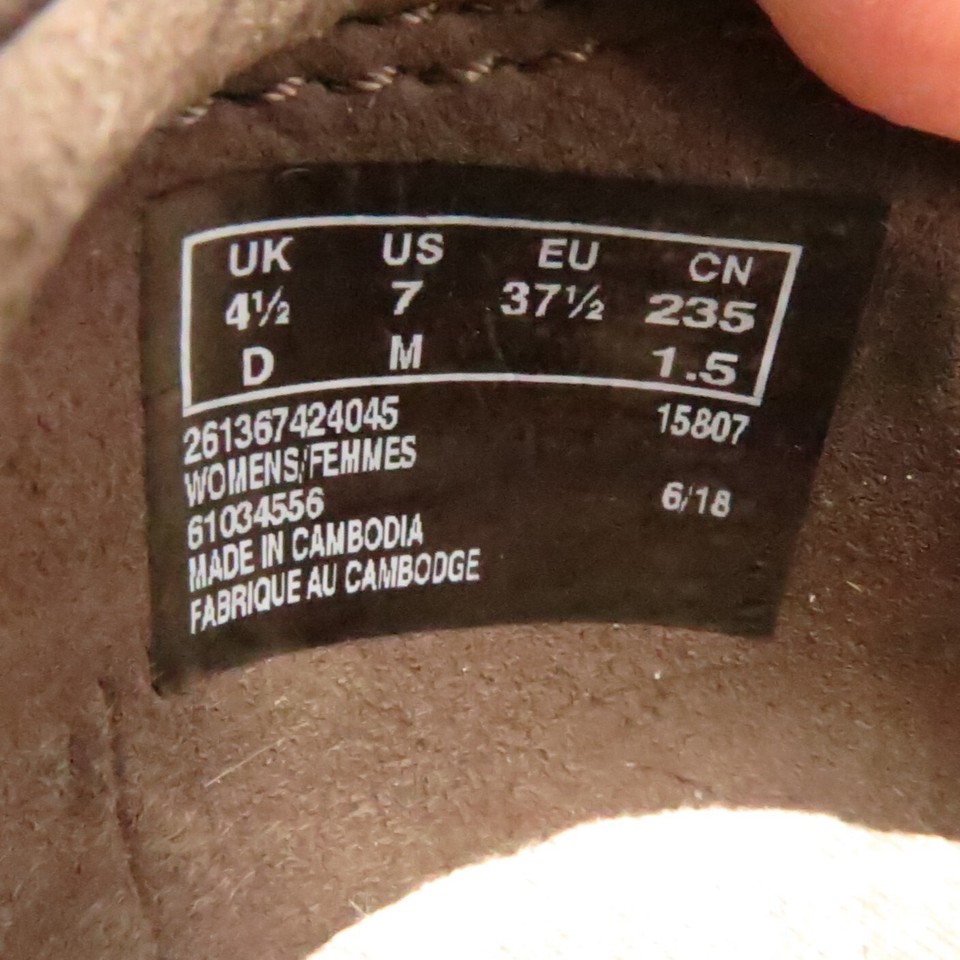 UK US EU CN
4½ 7 37½ 235
D M 1.5
261367424045 15807
WOMENS/FEMMES
61034556 6/18
MADE IN CAMBODIA
FABRIQUE AU CAMBODGE